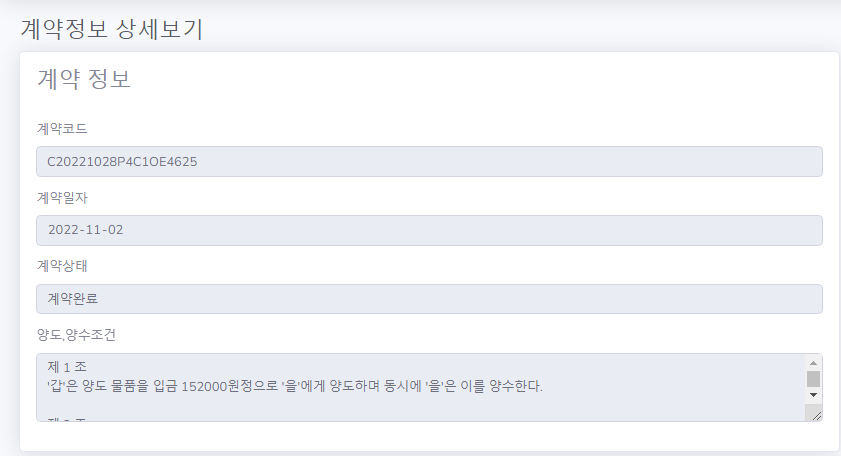 계약정보 상세보기
계약 정보
계약코드
C20221028P4C1OE4625
계약일자
2022-11-02
계약상태
계약완료
양도,양수조건
제 1 조
'갑'은 양도 물품을 입금 152000원정으로 '을'에게 양도하며 동시에 '을'은 이를 양수한다.